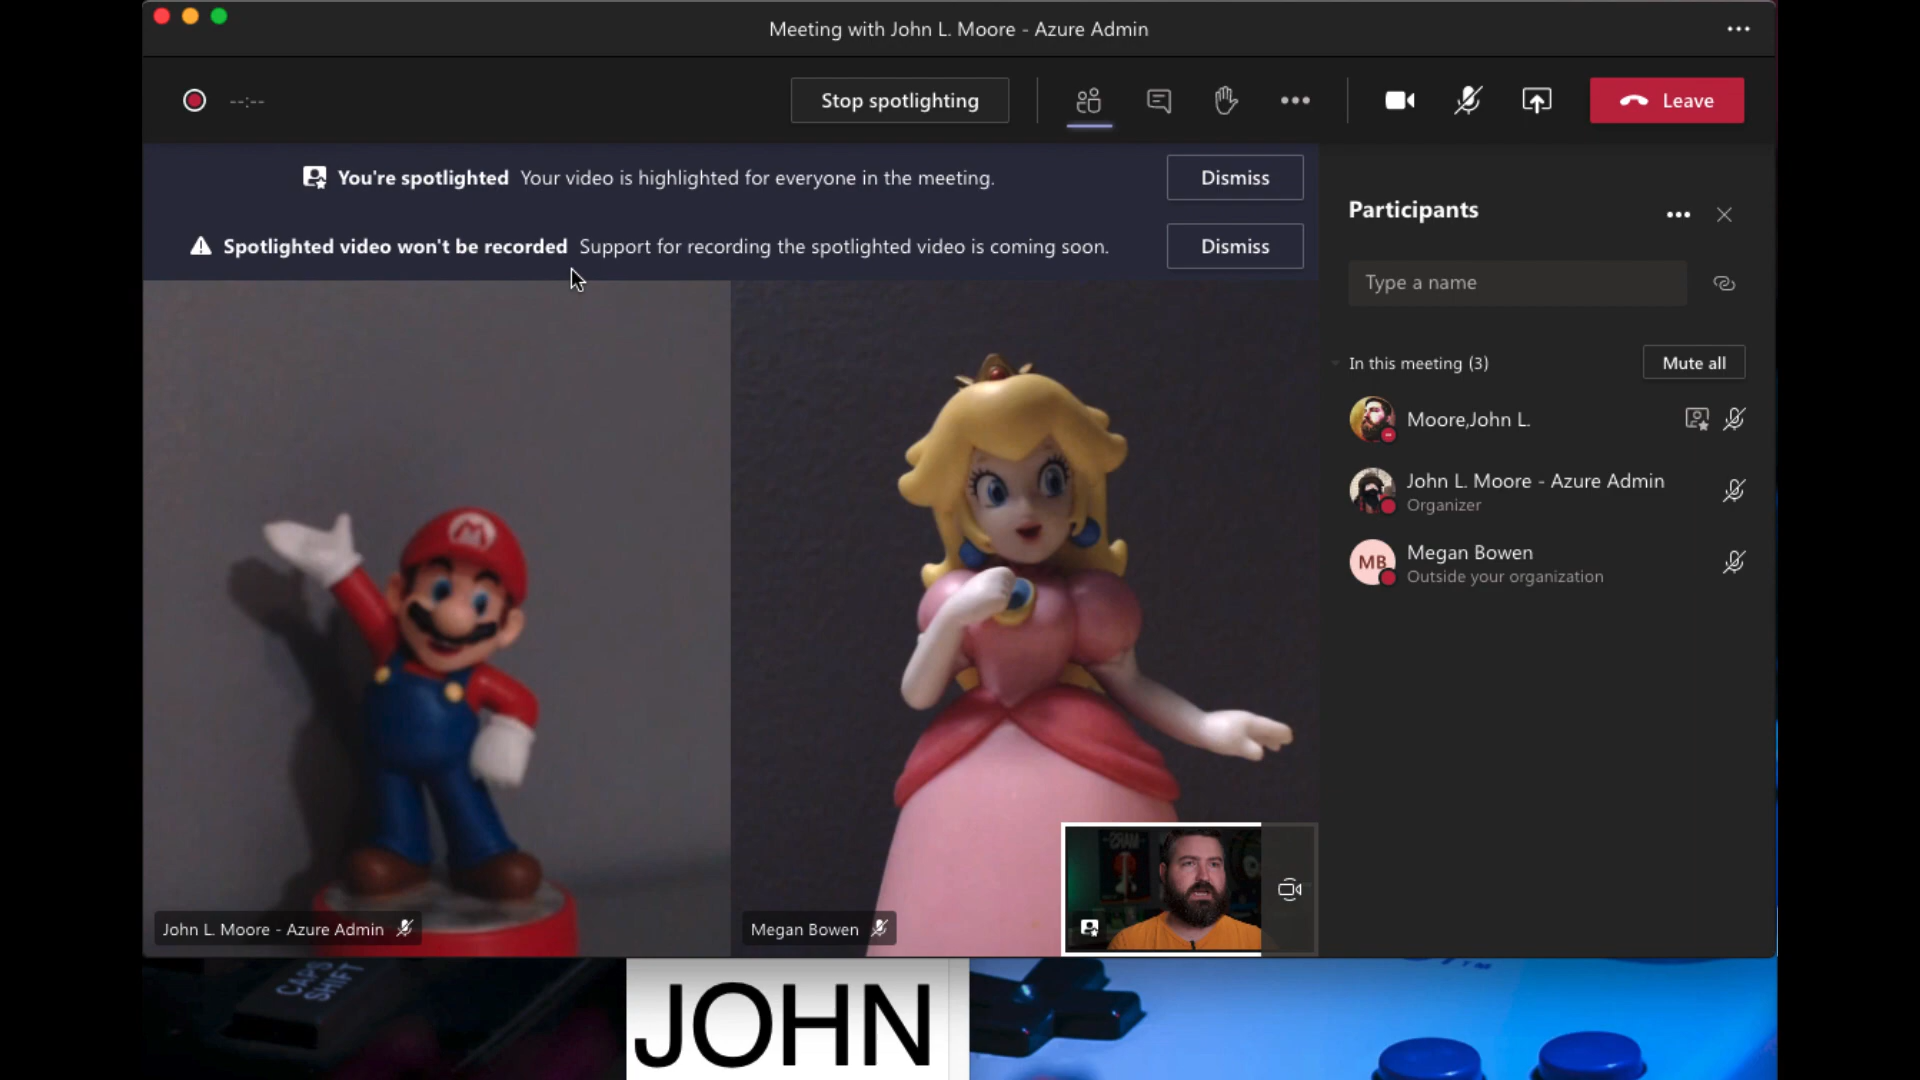 Meeting with John L. Moore - Azure Admin
--:--
Stop spotlighting
Leave
You're spotlighted Your video is highlighted for everyone in the meeting.
Dismiss
Spotlighted video won't be recorded Support for recording the spotlighted video is coming soon.
Dismiss
Participants
Type a name
In this meeting (3)
Mute all
Moore,John L.
John L. Moore - Azure Admin
Organizer
MB
Megan Bowen
Outside your organization
M
John L. Moore - Azure Admin
Megan Bowen
CAPS
SHIFT
JOHN